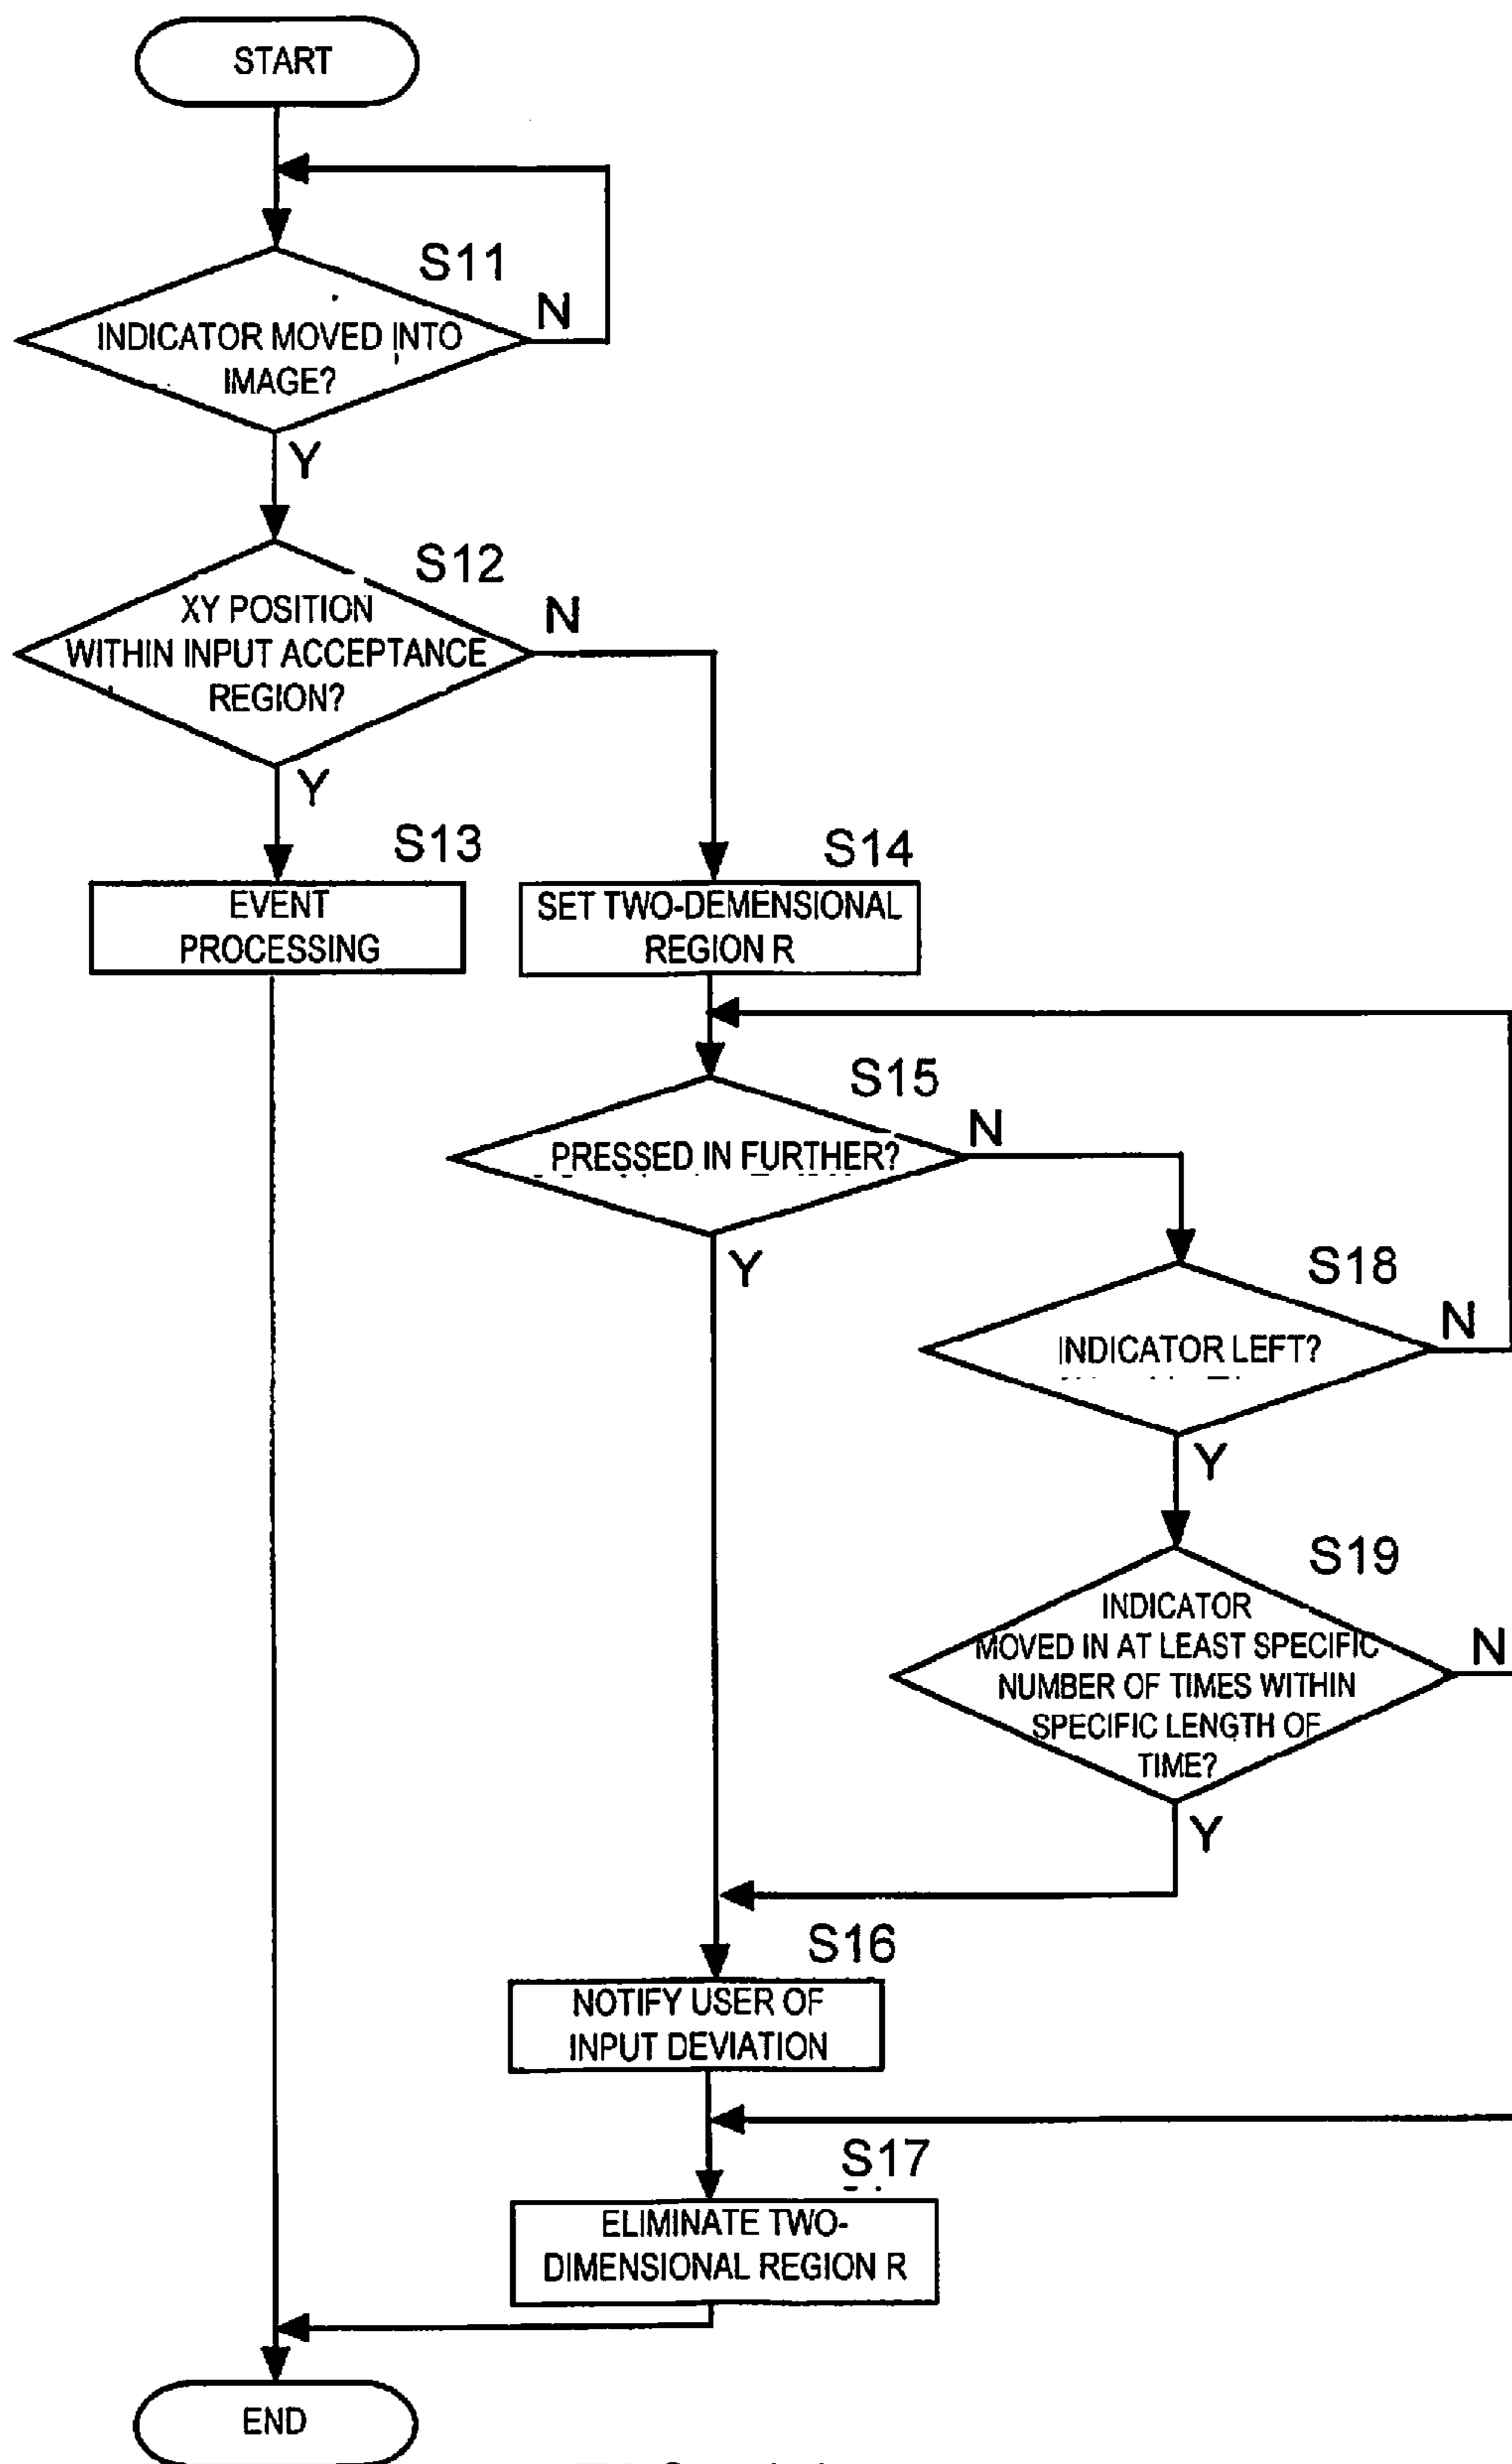 START
S11
N
INDICATOR MOVED INTO
IMAGE?
Y
S12
N
XY POSITION
WITHIN INPUT ACCEPTANCE
REGION?
Y
S13
EVENT
PROCESSING
S14
SET TWO-DEMENSIONAL
REGION R
S15
N
PRESSED IN FURTHER?
Y
S18
N
INDICATOR LEFT?
Y
S19
N
INDICATOR
MOVED IN AT LEAST SPECIFIC
NUMBER OF TIMES WITHIN
SPECIFIC LENGTH OF
TIME?
Y
S16
NOTIFY USER OF
INPUT DEVIATION
S17
ELIMINATE TWO-
DIMENSIONAL REGION R
END